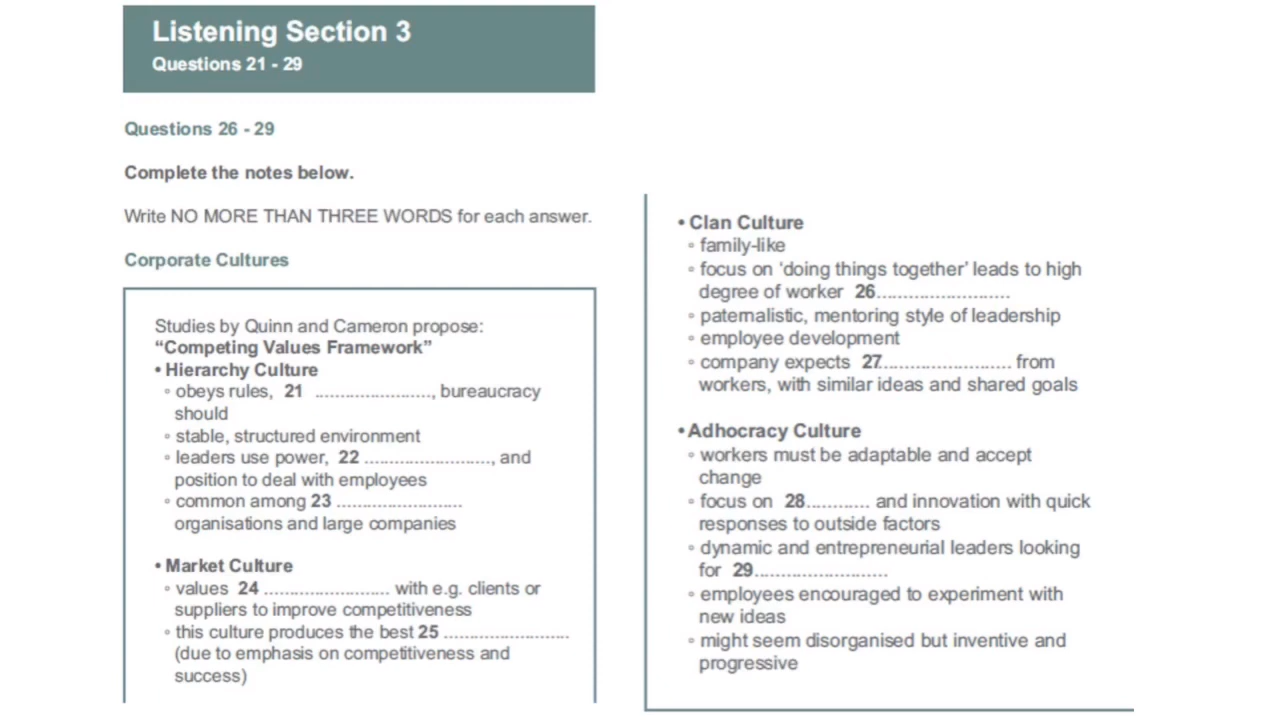 Listening Section 3
Questions 21 - 29
Questions 26 - 29
Complete the notes below.
Write NO MORE THAN THREE WORDS for each answer.
Corporate Cultures
Studies by Quinn and Cameron propose:
“Competing Values Framework”
• Hierarchy Culture
◦ obeys rules, 21 ......................, bureaucracy
should
◦ stable, structured environment
◦ leaders use power, 22 ........................, and
position to deal with employees
◦ common among 23 ........................
organisations and large companies
• Market Culture
◦ values 24 ........................ with e.g. clients or
suppliers to improve competitiveness
◦ this culture produces the best 25 ........................
(due to emphasis on competitiveness and
success)
• Clan Culture
◦ family-like
◦ focus on ‘doing things together’ leads to high
degree of worker 26.........................
◦ paternalistic, mentoring style of leadership
◦ employee development
◦ company expects 27......................... from
workers, with similar ideas and shared goals
• Adhocracy Culture
◦ workers must be adaptable and accept
change
◦ focus on 28............ and innovation with quick
responses to outside factors
◦ dynamic and entrepreneurial leaders looking
for 29.........................
◦ employees encouraged to experiment with
new ideas
◦ might seem disorganised but inventive and
progressive